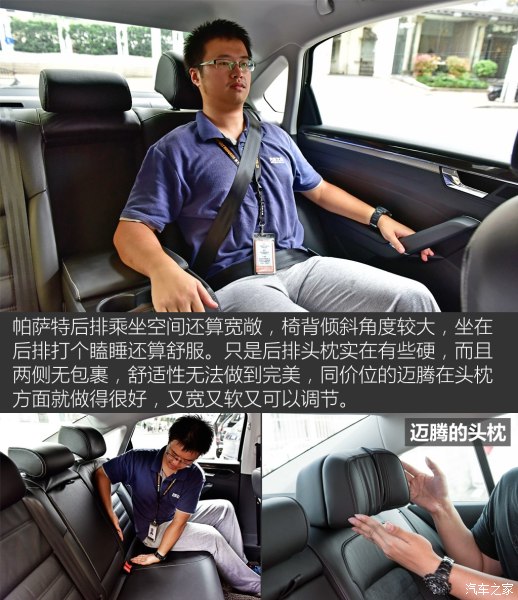 帕萨特后排乘坐空间还算宽敞，椅背倾斜角度较大，坐在
后排打个瞌睡还算舒服。只是后排头枕实在有些硬，而且
两侧无包裹，舒适性无法做到完美，同价位的迈腾在头枕
方面就做得很好，又宽又软又可以调节。
迈腾的头枕
汽车之家